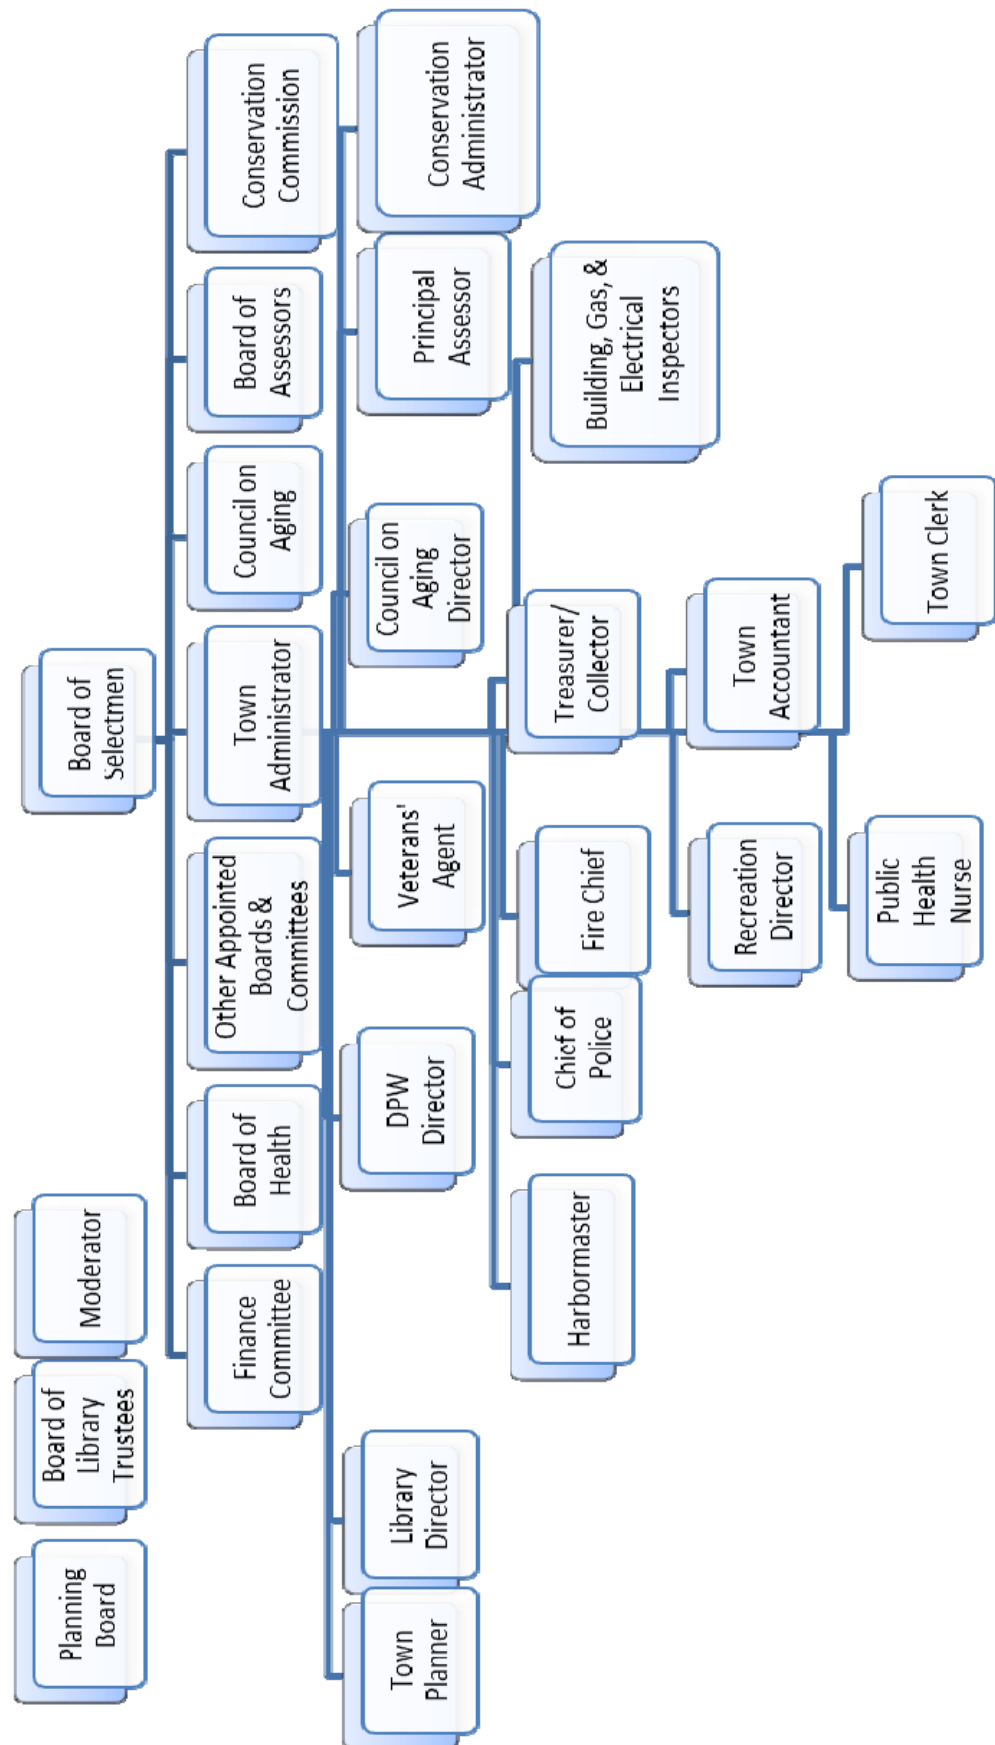 Planning
Board
Board of
Library
Trustees
Moderator
Board of
Selectmen
Finance
Committee
Board of
Health
Other Appointed
Boards &
Committees
Town
Administrator
Council on
Aging
Board of
Assessors
Conservation
Commission
Town
Planner
Library
Director
DPW
Director
Veterans'
Agent
Council on
Aging
Director
Principal
Assessor
Conservation
Administrator
Harbormaster
Chief of
Police
Fire Chief
Treasurer/
Collector
Building, Gas, &
Electrical
Inspectors
Recreation
Director
Town
Accountant
Public
Health
Nurse
Town Clerk